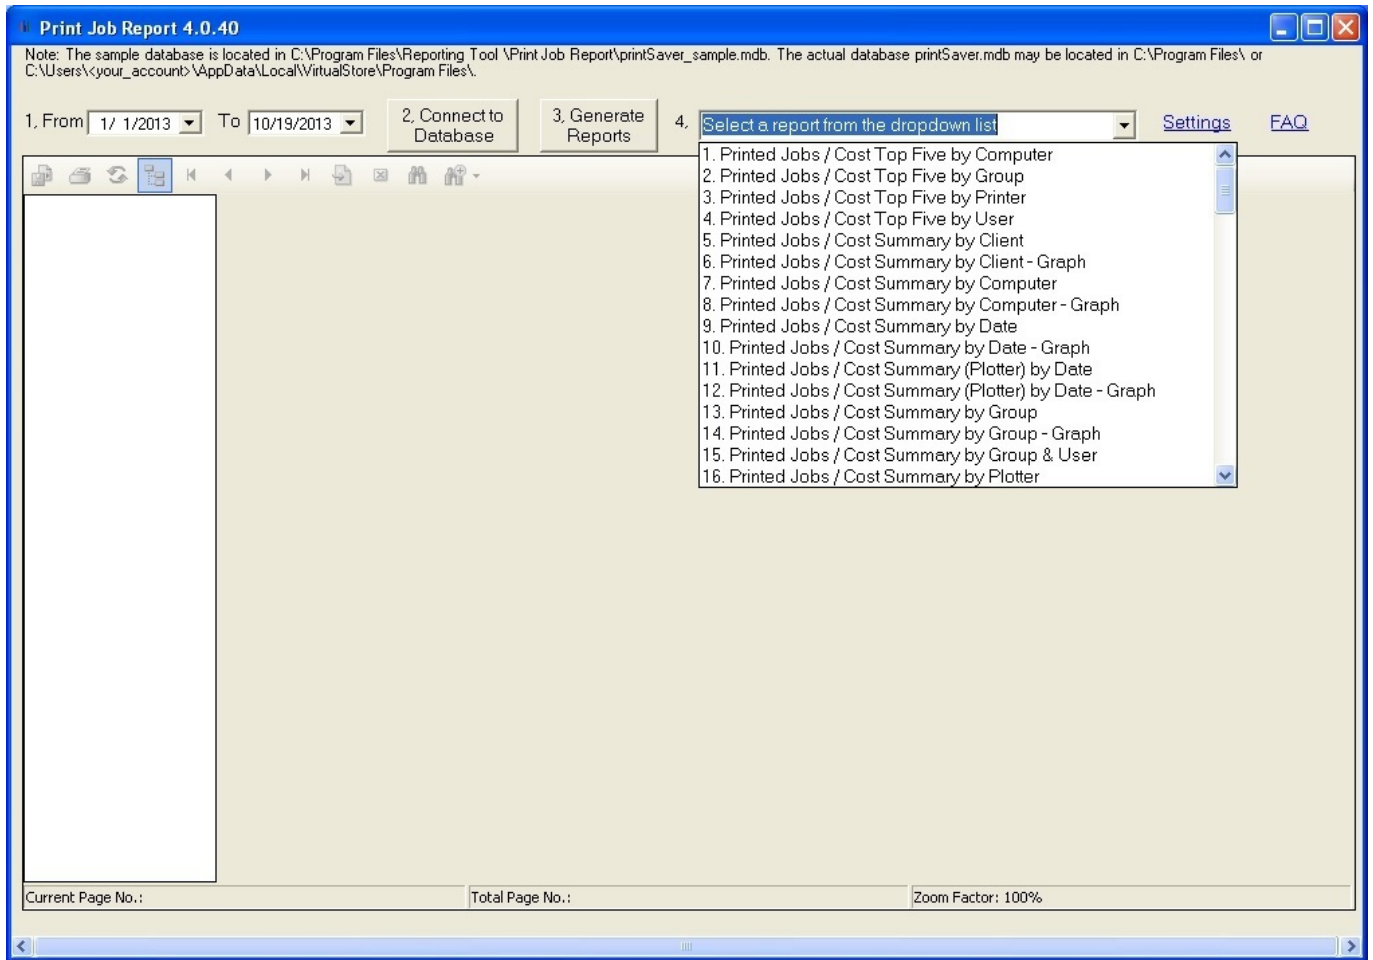 Print Job Report 4.0.40
Note: The sample database is located in C:\Program Files\Reporting Tool \Print Job Report\printSaver_sample.mdb. The actual database printSaver.mdb may be located in C:\Program Files\ or
C:\Users\<your_account>\AppData\Local\VirtualStore\Program Files\.
1, From 1/ 1/2013 To 10/19/2013 2, Connect to Database 3, Generate Reports 4, Select a report from the dropdown list Settings FAQ
1. Printed Jobs / Cost Top Five by Computer
2. Printed Jobs / Cost Top Five by Group
3. Printed Jobs / Cost Top Five by Printer
4. Printed Jobs / Cost Top Five by User
5. Printed Jobs / Cost Summary by Client
6. Printed Jobs / Cost Summary by Client - Graph
7. Printed Jobs / Cost Summary by Computer
8. Printed Jobs / Cost Summary by Computer - Graph
9. Printed Jobs / Cost Summary by Date
10. Printed Jobs / Cost Summary by Date - Graph
11. Printed Jobs / Cost Summary (Plotter) by Date
12. Printed Jobs / Cost Summary (Plotter) by Date - Graph
13. Printed Jobs / Cost Summary by Group
14. Printed Jobs / Cost Summary by Group - Graph
15. Printed Jobs / Cost Summary by Group & User
16. Printed Jobs / Cost Summary by Plotter
Current Page No.: Total Page No.: Zoom Factor: 100%